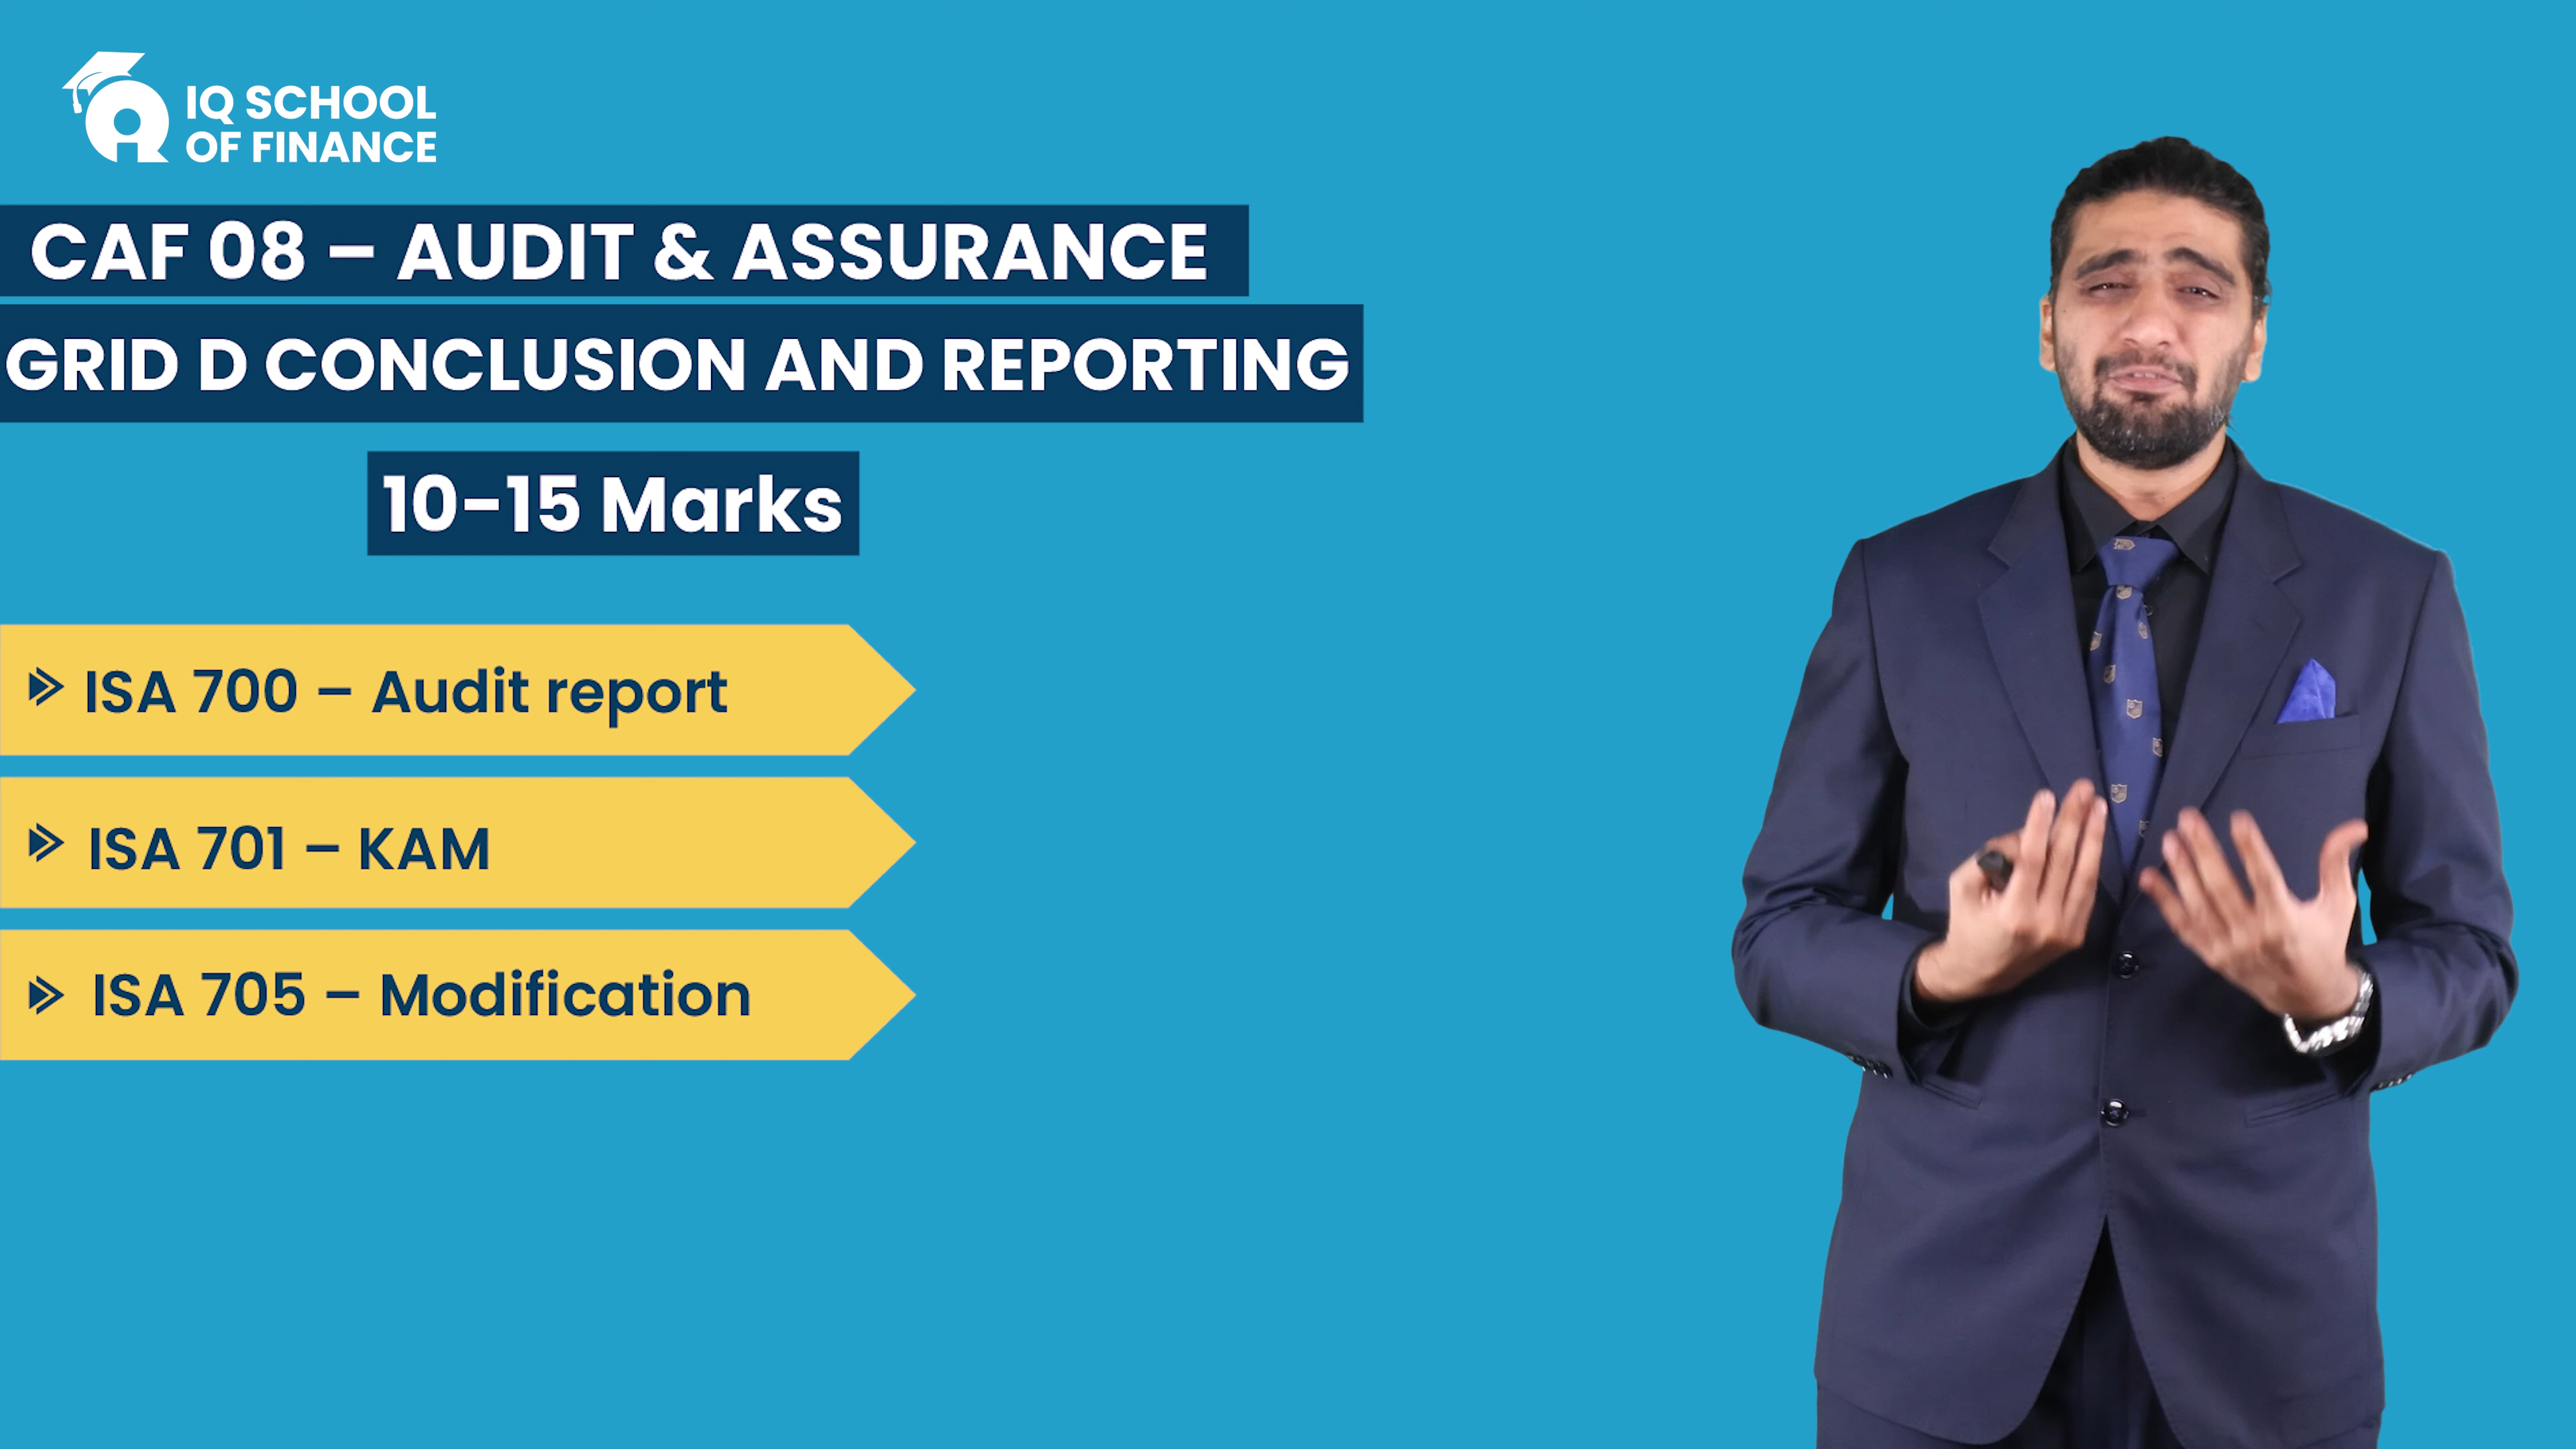 IQ SCHOOL
OF FINANCE
CAF 08 – AUDIT & ASSURANCE
GRID D CONCLUSION AND REPORTING
10-15 Marks
ISA 700 – Audit report
ISA 701 – KAM
ISA 705 – Modification